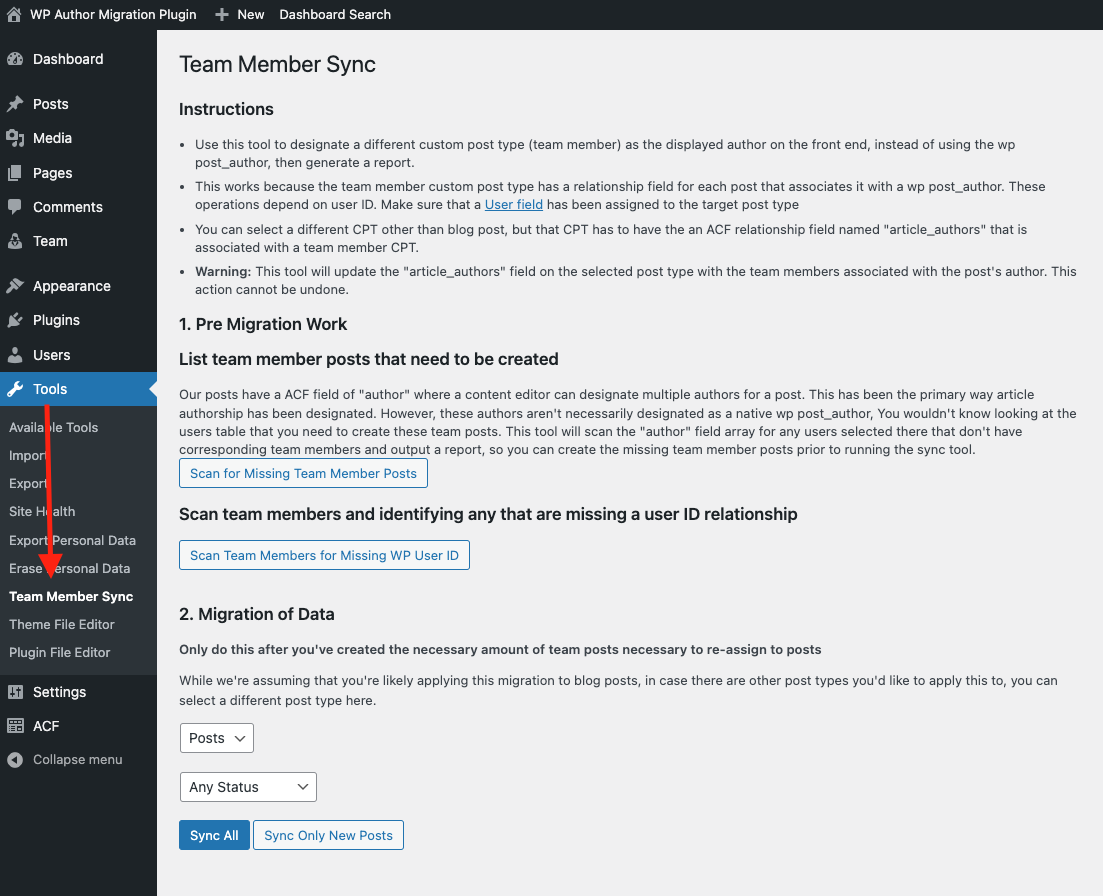 WP Author Migration Plugin
New
Dashboard Search
Dashboard
Posts
Media
Pages
Comments
Team
Appearance
Plugins
Users
Tools
Available Tools
Import
Export
Site Health
Export Personal Data
Erase Personal Data
Team Member Sync
Theme File Editor
Plugin File Editor
Settings
ACF
Collapse menu
Team Member Sync
Instructions
Use this tool to designate a different custom post type (team member) as the displayed author on the front end, instead of using the wp
post_author, then generate a report.
This works because the team member custom post type has a relationship field for each post that associates it with a wp post_author. These
operations depend on user ID. Make sure that a User field has been assigned to the target post type
You can select a different CPT other than blog post, but that CPT has to have the an ACF relationship field named "article_authors" that is
associated with a team member CPT.
Warning: This tool will update the "article_authors" field on the selected post type with the team members associated with the post's author. This
action cannot be undone.
1. Pre Migration Work
List team member posts that need to be created
Our posts have a ACF field of "author" where a content editor can designate multiple authors for a post. This has been the primary way article
authorship has been designated. However, these authors aren't necessarily designated as a native wp post_author, You wouldn't know looking at the
users table that you need to create these team posts. This tool will scan the "author" field array for any users selected there that don't have
corresponding team members and output a report, so you can create the missing team member posts prior to running the sync tool.
Scan for Missing Team Member Posts
Scan team members and identifying any that are missing a user ID relationship
Scan Team Members for Missing WP User ID
2. Migration of Data
Only do this after you've created the necessary amount of team posts necessary to re-assign to posts
While we're assuming that you're likely applying this migration to blog posts, in case there are other post types you'd like to apply this to, you can
select a different post type here.
Posts
Any Status
Sync All
Sync Only New Posts